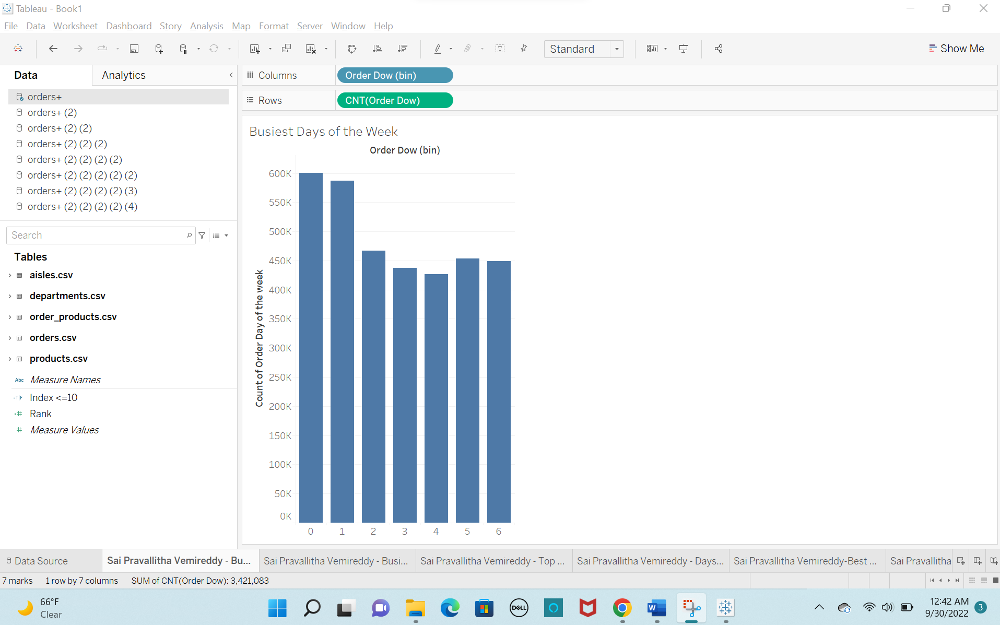 Tableau - Book1
File Data Worksheet Dashboard Story Analysis Map Format Server Window Help
Standard
Show Me
Data Analytics
orders+
orders+ (2)
orders+ (2) (2)
orders+ (2) (2) (2)
orders+ (2) (2) (2) (2)
orders+ (2) (2) (2) (2) (2)
orders+ (2) (2) (2) (2) (3)
orders+ (2) (2) (2) (2) (4)
Search
Tables
aisles.csv
departments.csv
order_products.csv
orders.csv
products.csv
Abc Measure Names
=T|F Index <=10
=# Rank
# Measure Values
Columns Order Dow (bin)
Rows CNT(Order Dow)
Busiest Days of the Week
Order Dow (bin)
Count of Order Day of the week
600K
550K
500K
450K
400K
350K
300K
250K
200K
150K
100K
50K
0K
0 1 2 3 4 5 6
Data Source Sai Pravallitha Vemireddy - Bu... Sai Pravallitha Vemireddy - Busi... Sai Pravallitha Vemireddy - Top ... Sai Pravallitha Vemireddy - Days... Sai Pravallitha Vemireddy-Best ... Sai Pravallitha
7 marks 1 row by 7 columns SUM of CNT(Order Dow): 3,421,083
66°F
Clear
DELL
W
12:42 AM
9/30/2022
3